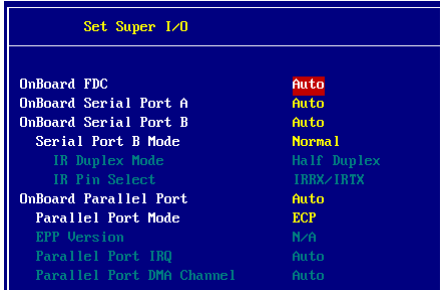 Set Super I/O
OnBoard FDC Auto
OnBoard Serial Port A Auto
OnBoard Serial Port B Auto
Serial Port B Mode Normal
IR Duplex Mode Half Duplex
IR Pin Select IRRX/IRTX
OnBoard Parallel Port Auto
Parallel Port Mode ECP
EPP Version N/A
Parallel Port IRQ Auto
Parallel Port DMA Channel Auto